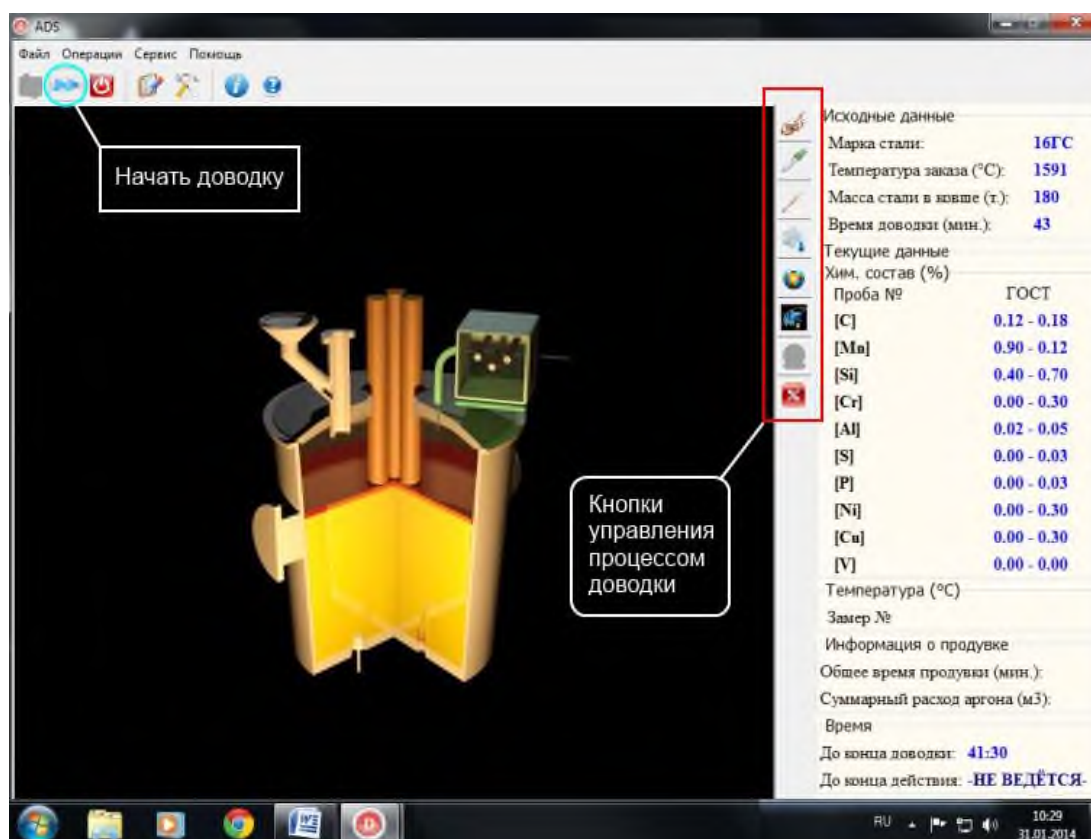 ADS
Файл Операции Сервис Помощь
Начать доводку
Исходные данные
Марка стали: 16ГС
Температура заказа (°C): 1591
Масса стали в ковше (т.): 180
Время доводки (мин.): 43
Текущие данные
Хим. состав (%)
Проба № ГОСТ
[C] 0.12 - 0.18
[Mn] 0.90 - 0.12
[Si] 0.40 - 0.70
[Cr] 0.00 - 0.30
[Al] 0.02 - 0.05
[S] 0.00 - 0.03
[P] 0.00 - 0.03
[Ni] 0.00 - 0.30
[Cu] 0.00 - 0.30
[V] 0.00 - 0.00
Кнопки
управления
процессом
доводки
Температура (°C)
Замер №
Информация о продувке
Общее время продувки (мин.):
Суммарный расход аргона (м3):
Время
До конца доводки: 41:30
До конца действия: -НЕ ВЕДЁТСЯ-
RU
10:29
31.01.2014